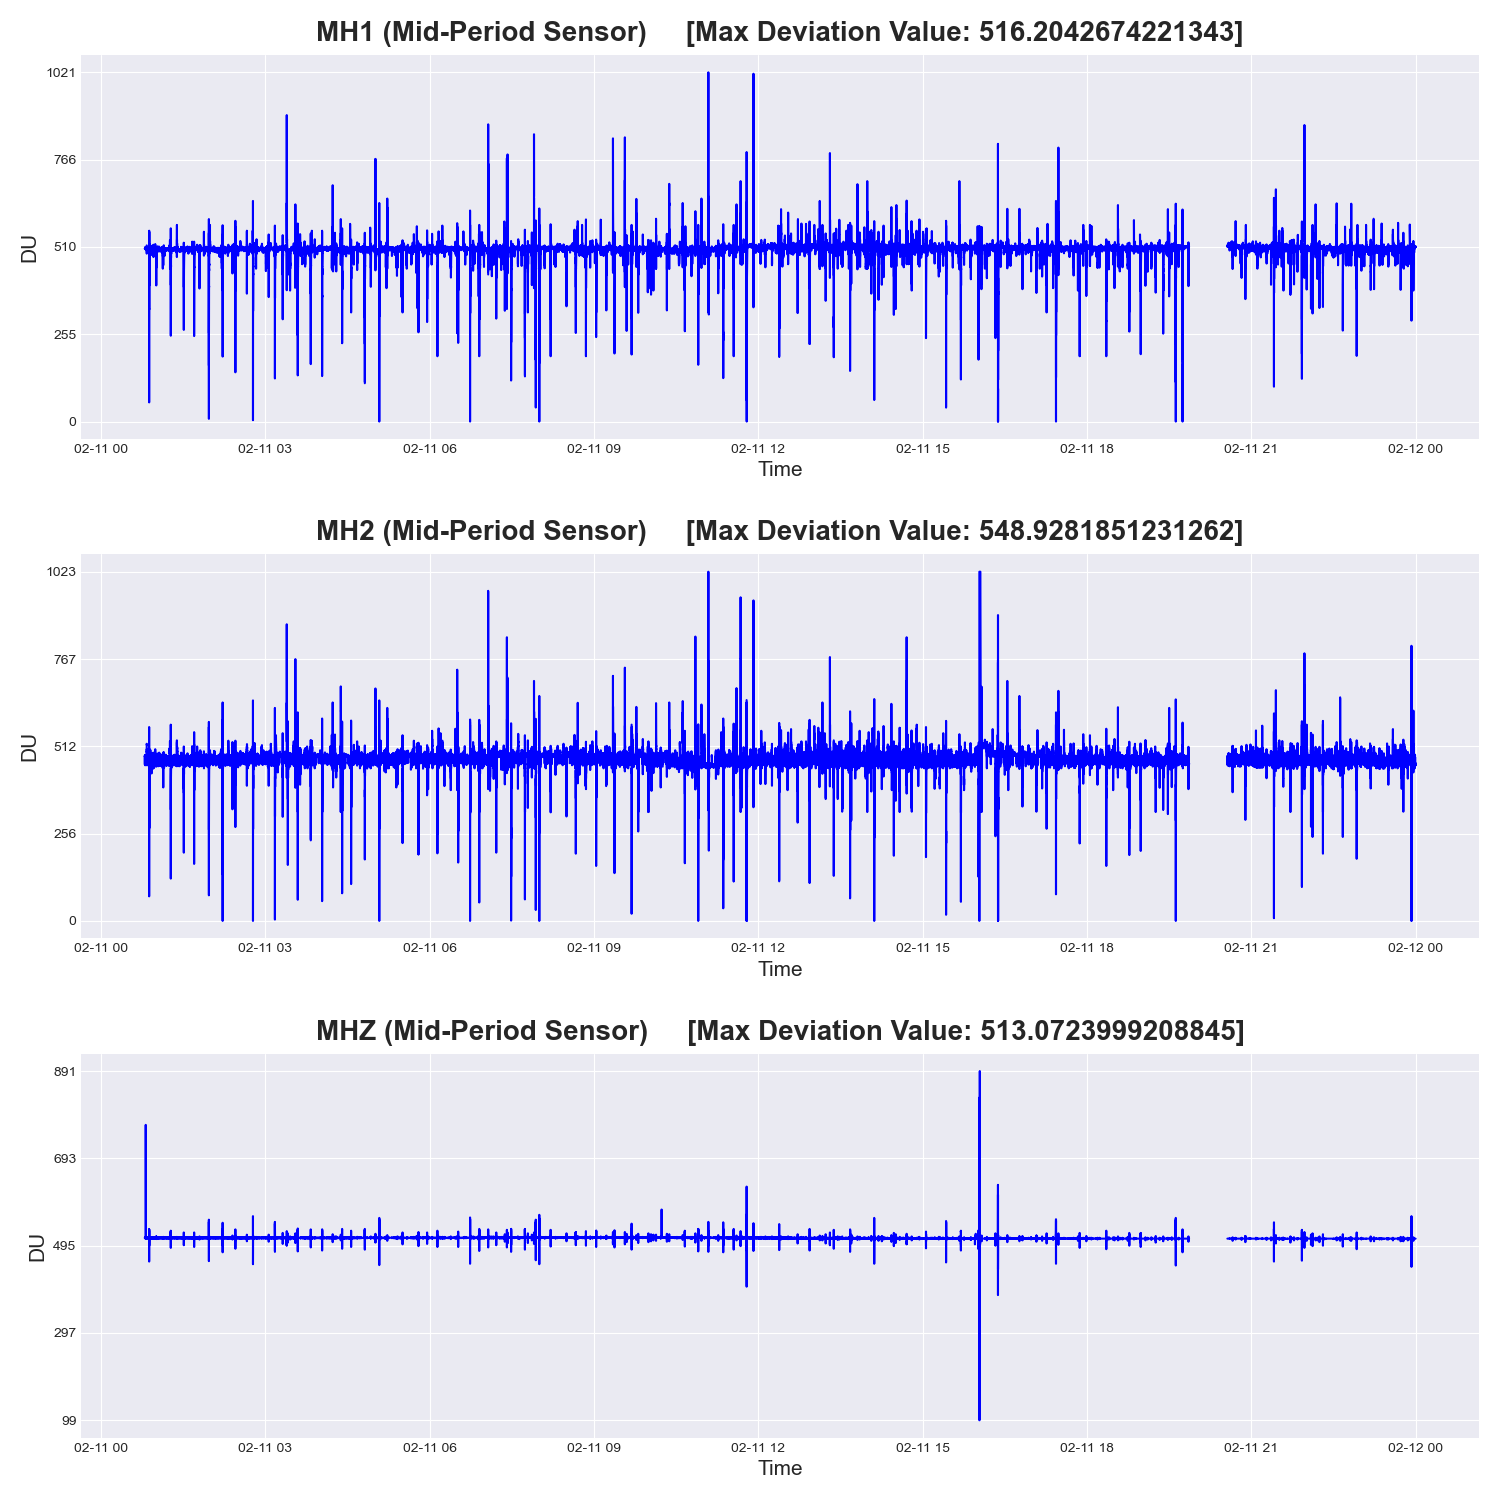 MH1 (Mid-Period Sensor) [Max Deviation Value: 516.2042674221343]
1021
766
510
255
0
DU
02-11 00 02-11 03 02-11 06 02-11 09 02-11 12 02-11 15 02-11 18 02-11 21 02-12 00
Time
MH2 (Mid-Period Sensor) [Max Deviation Value: 548.9281851231262]
1023
767
512
256
0
DU
02-11 00 02-11 03 02-11 06 02-11 09 02-11 12 02-11 15 02-11 18 02-11 21 02-12 00
Time
MHZ (Mid-Period Sensor) [Max Deviation Value: 513.0723999208845]
891
693
495
297
99
DU
02-11 00 02-11 03 02-11 06 02-11 09 02-11 12 02-11 15 02-11 18 02-11 21 02-12 00
Time